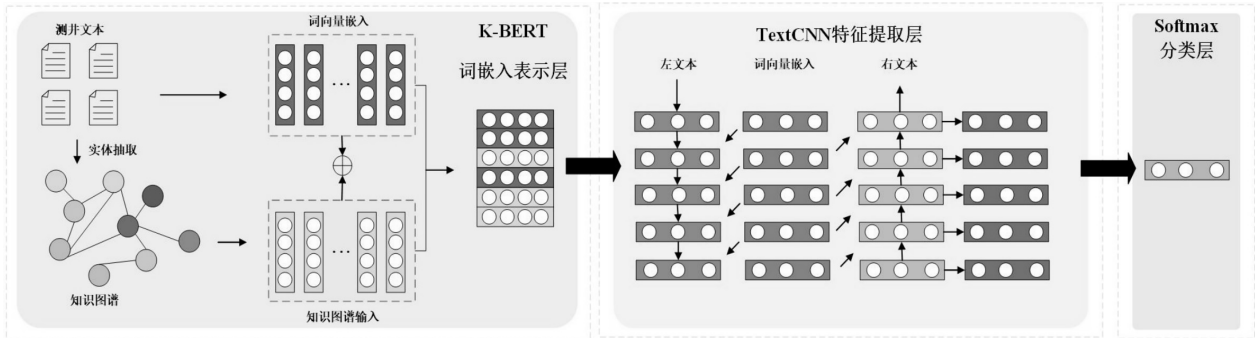 测井文本
实体抽取
知识图谱
词向量嵌入
…
…
知识图谱输入
K-BERT
词嵌入表示层
TextCNN特征提取层
左文本
词向量嵌入
右文本
Softmax
分类层